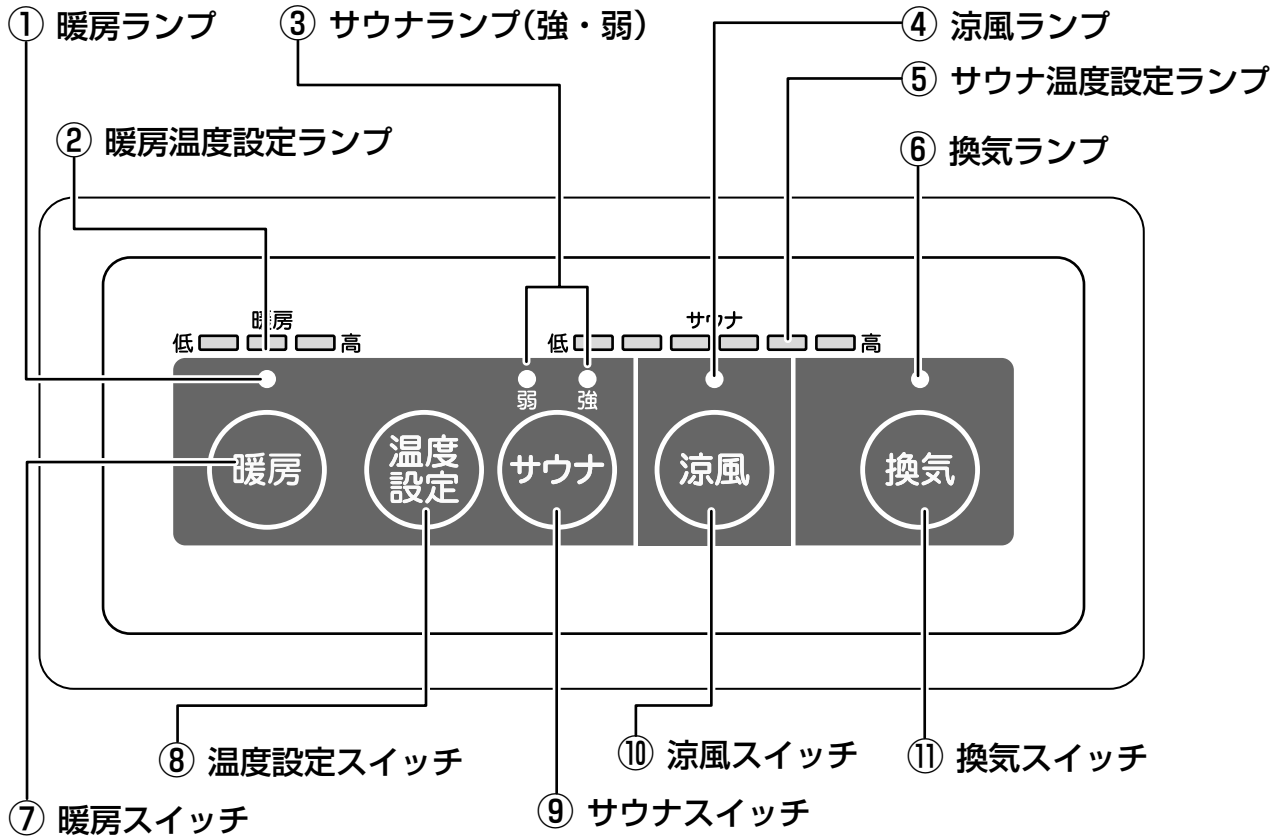 ① 暖房ランプ
③ サウナランプ(強・弱)
④ 涼風ランプ
⑤ サウナ温度設定ランプ
② 暖房温度設定ランプ
⑥ 換気ランプ
暖房
低
高
サウナ
低
高
弱
強
暖房
温度
設定
サウナ
涼風
換気
⑧ 温度設定スイッチ
⑩ 涼風スイッチ
⑪ 換気スイッチ
⑦ 暖房スイッチ
⑨ サウナスイッチ